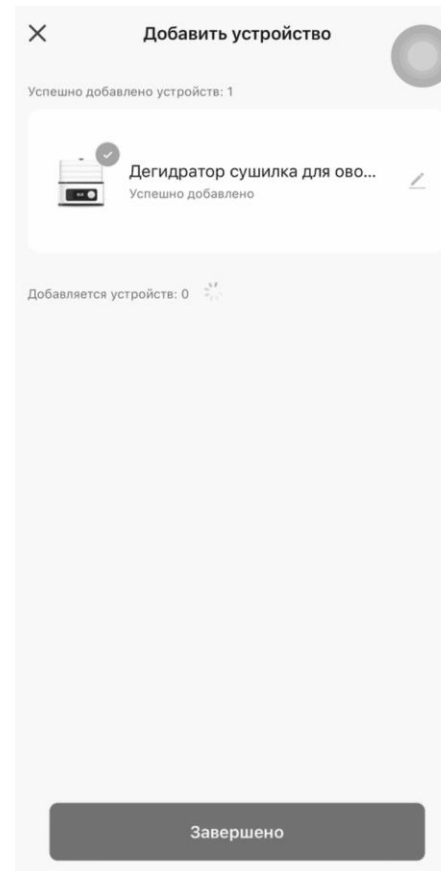 Добавить устройство
Успешно добавлено устройств: 1
Дегидратор сушилка для ово...
Успешно добавлено
Добавляется устройств: 0
Завершено